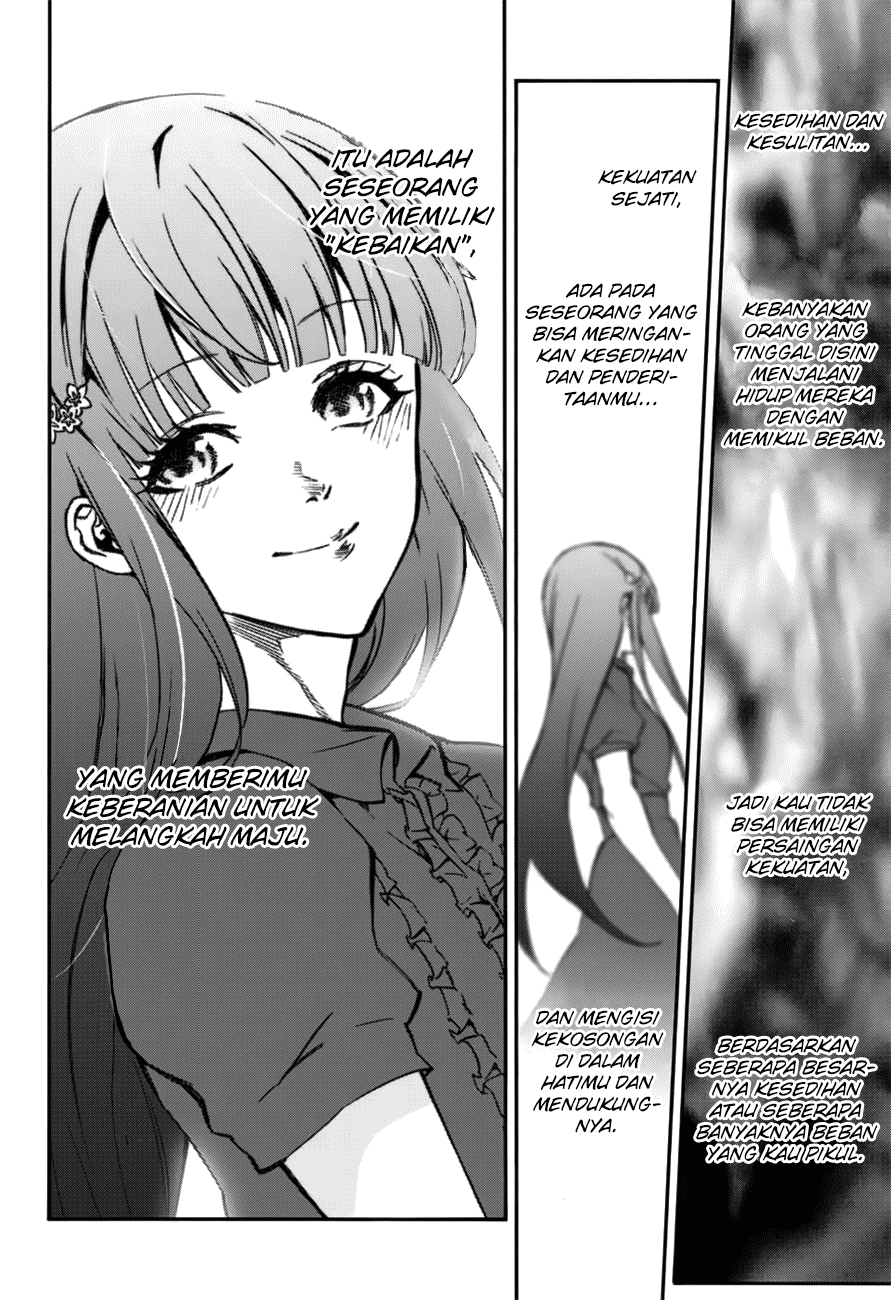 KESEDIHAN DAN
KESULITAN...
KEBANYAKAN
ORANG YANG
TINGGAL DISINI
MENJALANI
HIDUP MEREKA
DENGAN
MEMIKUL BEBAN.
JADI KAU TIDAK
BISA MEMILIKI
PERSAINGAN
KEKUATAN,
BERDASARKAN
SEBERAPA BESAR-
NYA KESEDIHAN
ATAU SEBERAPA
BANYAKNYA BEBAN
YANG KAU PIKUL.
KEKUATAN
SEJATI,
ADA PADA
SESEORANG YANG
BISA MERINGAN-
KAN KESEDIHAN
DAN PENDERI-
TAANMU...
DAN MENGISI
KEKOSONGAN
DI DALAM
HATIMU DAN
MENDUKUNG-
NYA.
ITU ADALAH
SESEORANG
YANG MEMILIKI
"KEBAIKAN",
YANG MEMBERIMU
KEBERANIAN UNTUK
MELANGKAH MAJU.